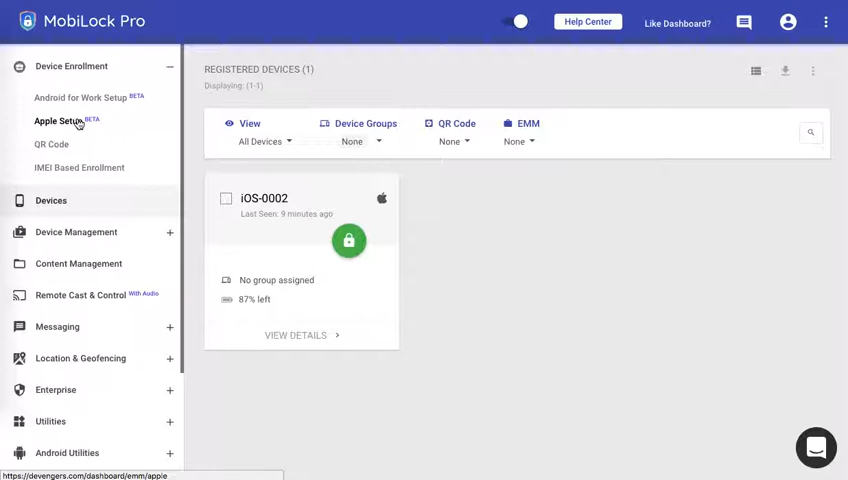 MobiLock Pro
Help Center
Like Dashboard?
Device Enrollment
Android for Work Setup BETA
Apple Setup BETA
QR Code
IMEI Based Enrollment
Devices
Device Management
Content Management
Remote Cast & Control With Audio
Messaging
Location & Geofencing
Enterprise
Utilities
Android Utilities
https://devengers.com/dashboard/emm/apple
REGISTERED DEVICES (1)
Displaying: (1-1)
View
Device Groups
QR Code
EMM
All Devices
None
None
None
iOS-0002
Last Seen: 9 minutes ago
No group assigned
87% left
VIEW DETAILS